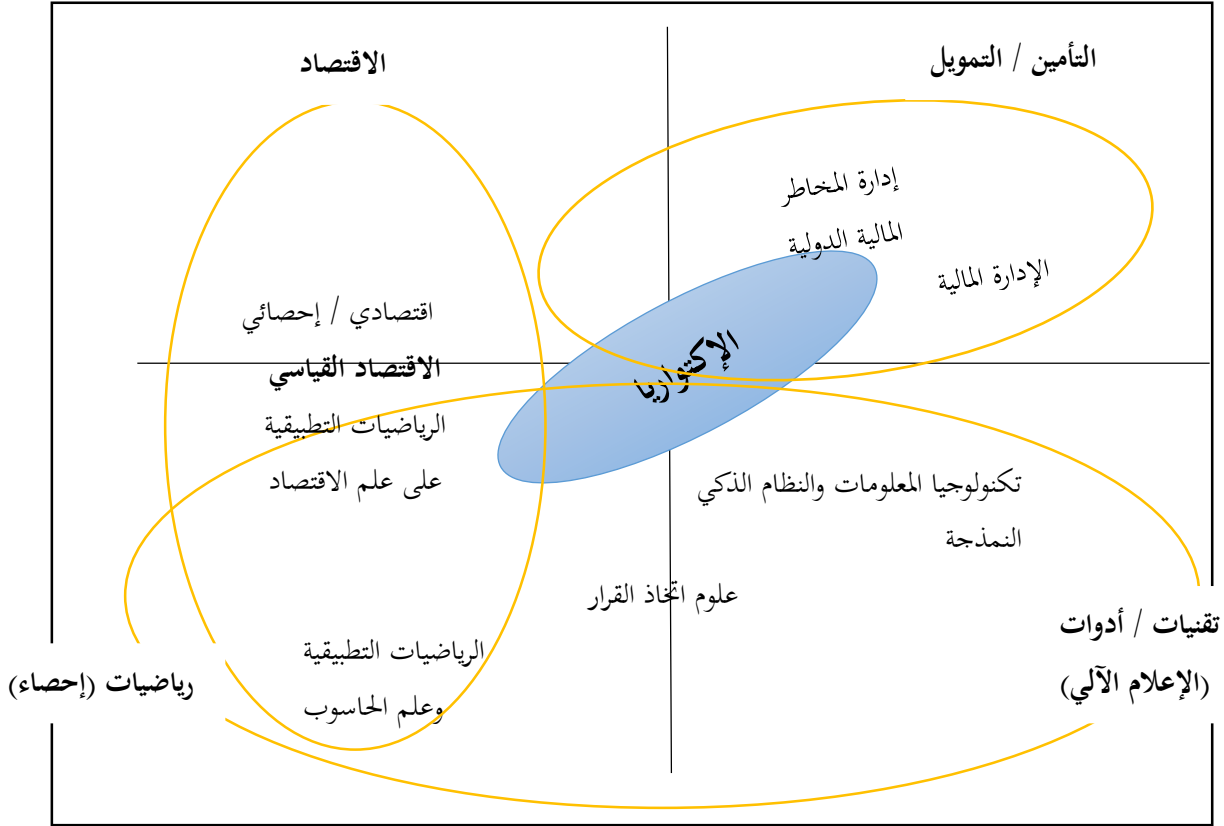 التأمين / التمويل
الاقتصاد
إدارة المخاطر
المالية الدولية
الإدارة المالية
اقتصادي / إحصائي
الاقتصاد القياسي
الرياضيات التطبيقية
على علم الاقتصاد
الإكتواريا
تكنولوجيا المعلومات والنظام الذكي
النمذجة
علوم اتخاذ القرار
تقنيات / أدوات
(الإعلام الآلي)
الرياضيات التطبيقية
وعلم الحاسوب
رياضيات (إحصاء)